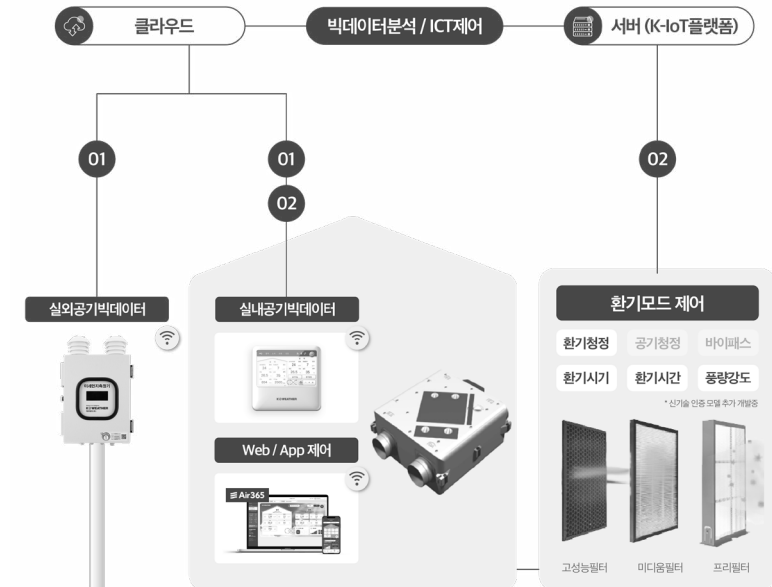 클라우드
빅데이터분석 / ICT제어
서버 (K-IoT플랫폼)
01
01
02
02
실외공기빅데이터
실내공기빅데이터
Web / App 제어
Air365
환기모드 제어
환기청정 공기청정 바이패스
환기시기 환기시간 풍량강도
* 신기술 인증 모델 추가 개발중
고성능필터 미디움필터 프리필터